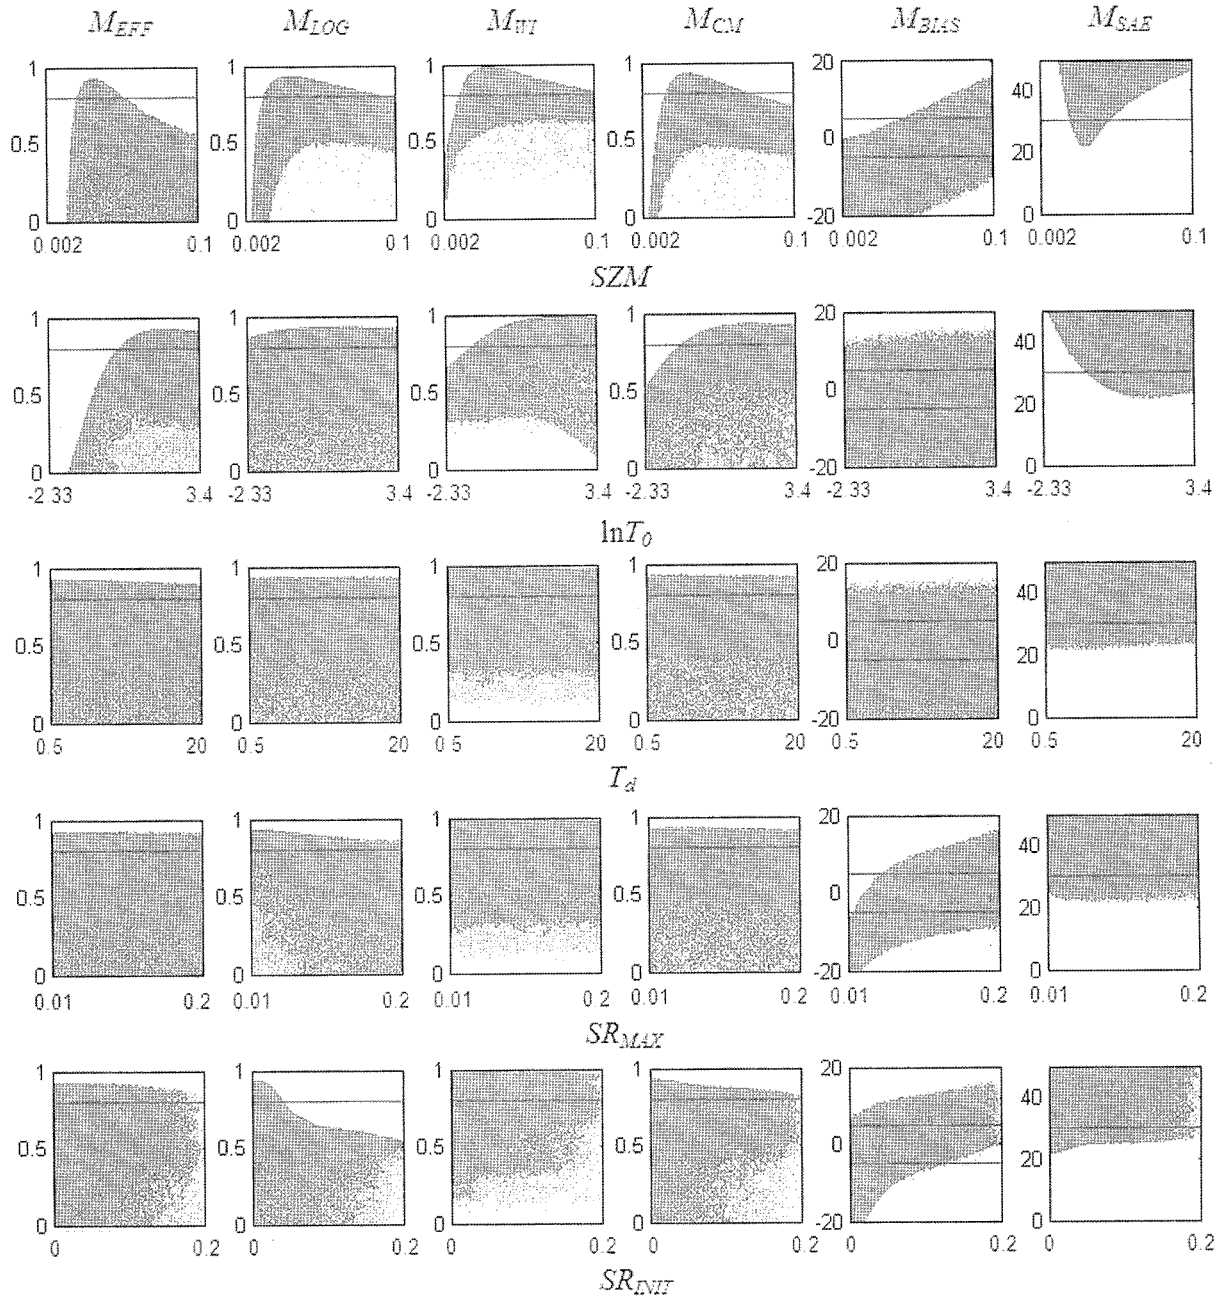 M_EFF M_LOG M_WI M_CM M_BIAS M_SAE
1 1 1 1 20
40
0.5 0.5 0.5 0.5 0
20
0 0 0 0 -20 0
0.002 0.1 0.002 0.1 0.002 0.1 0.002 0.1 0.002 0.1 0.002 0.1
SZM
1 1 1 1 20
40
0.5 0.5 0.5 0.5 0
20
0 0 0 0 -20 0
-2.33 3.4 -2.33 3.4 -2.33 3.4 -2.33 3.4 -2.33 3.4 -2.33 3.4
lnT_0
1 1 1 1 20
40
0.5 0.5 0.5 0.5 0
20
0 0 0 0 -20 0
0.5 20 0.5 20 0.5 20 0.5 20 0.5 20 0.5 20
T_d
1 1 1 1 20
40
0.5 0.5 0.5 0.5 0
20
0 0 0 0 -20 0
0.01 0.2 0.01 0.2 0.01 0.2 0.01 0.2 0.01 0.2 0.01 0.2
SR_MAX
1 1 1 1 20
40
0.5 0.5 0.5 0.5 0
20
0 0 0 0 -20 0
0 0.2 0 0.2 0 0.2 0 0.2 0 0.2 0 0.2
SR_INIT